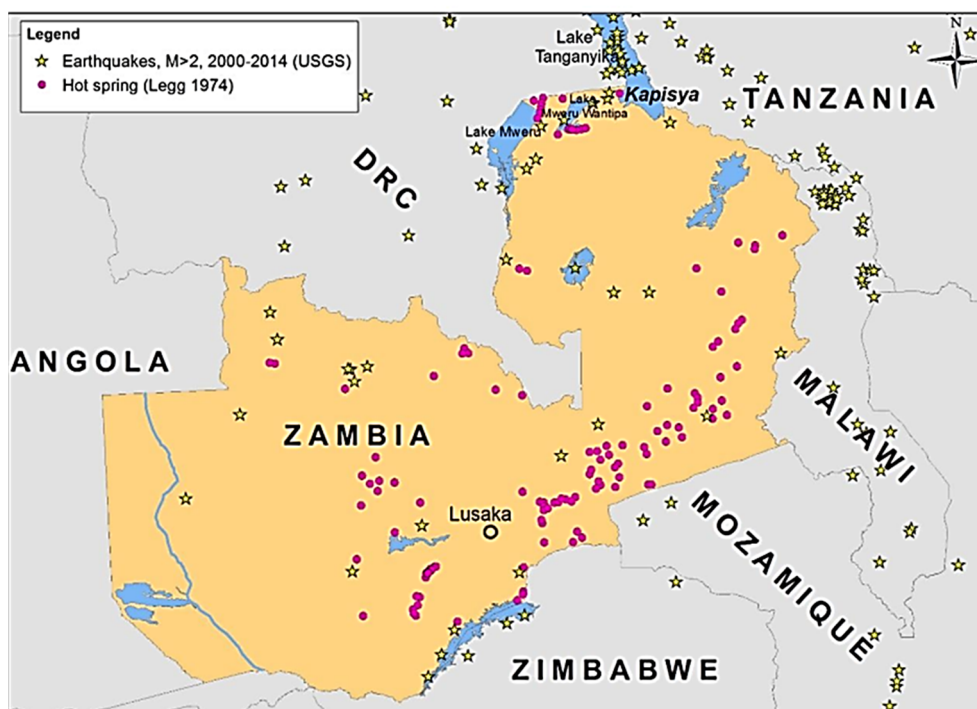 Legend
Earthquakes, M>2, 2000-2014 (USGS)
Hot spring (Legg 1974)
N
Lake
Tanganyika
Kapisya
TANZANIA
Lake
Mweru Wantipa
Lake Mweru
DRC
ANGOLA
ZAMBIA
MALAWI
Lusaka
MOZAMIQUE
ZIMBABWE